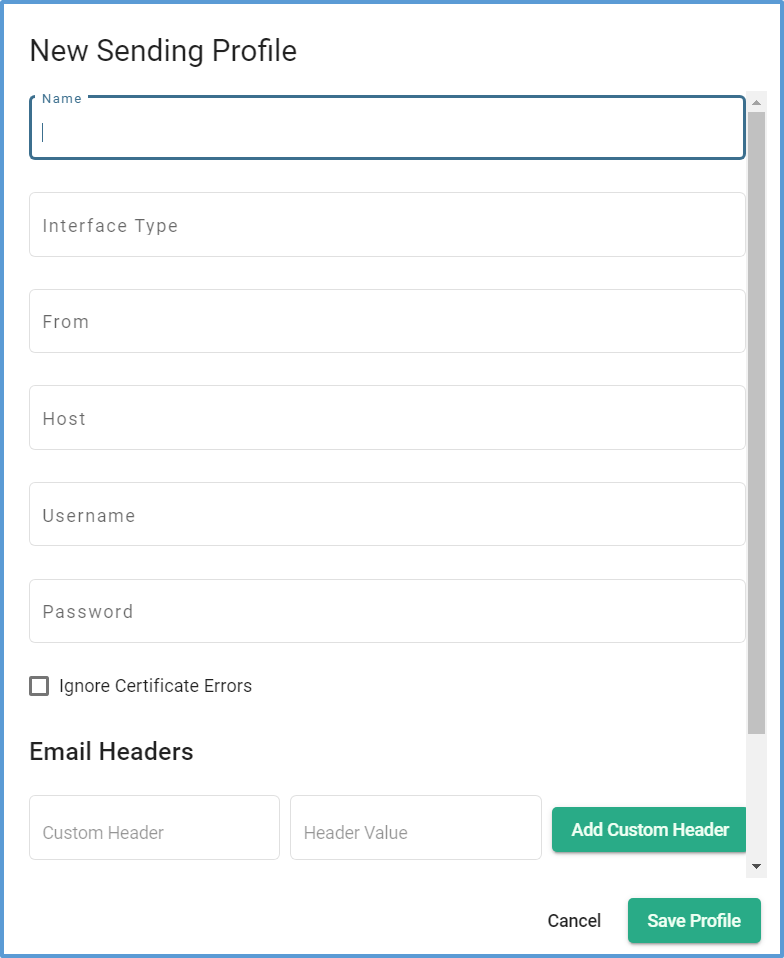 New Sending Profile
Name
Interface Type
From
Host
Username
Password
Ignore Certificate Errors
Email Headers
Custom Header Header Value Add Custom Header
Cancel Save Profile